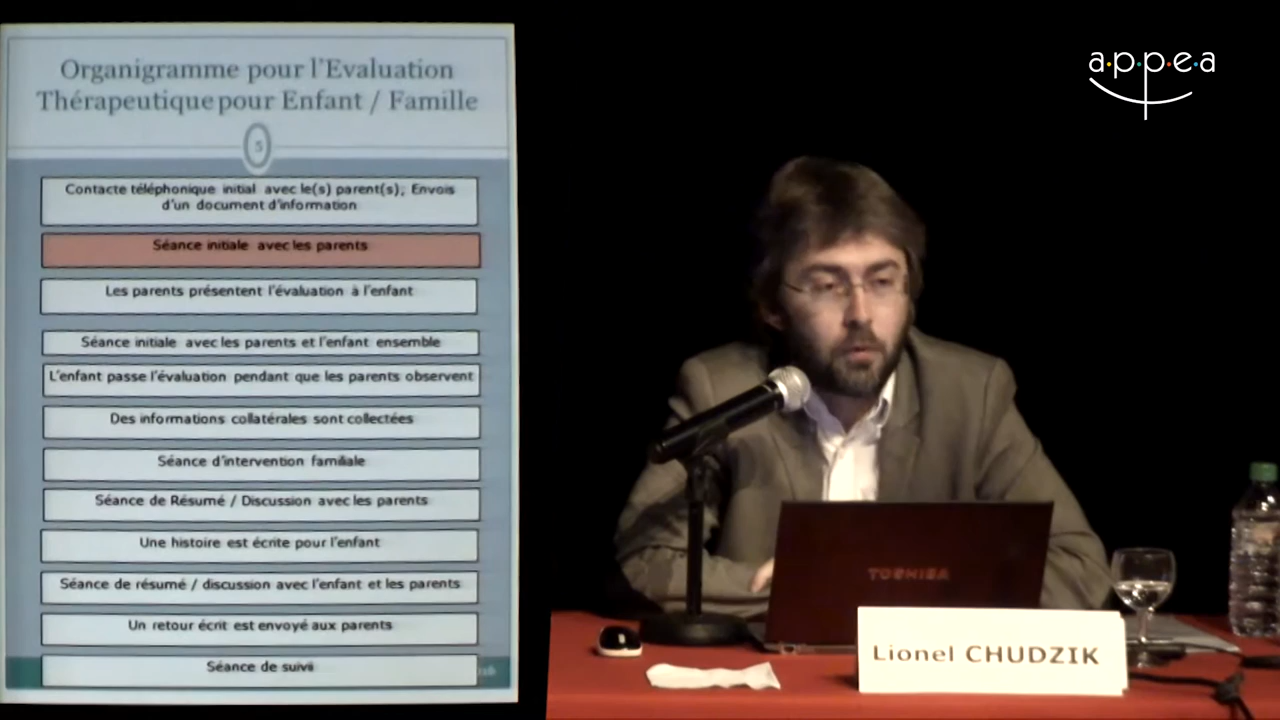 Organigramme pour l'Evaluation
Thérapeutique pour Enfant / Famille
5
Contacte téléphonique initial avec le(s) parent(s); Envois
d'un document d'information
Séance initiale avec les parents
Les parents présentent l'évaluation à l'enfant
Séance initiale avec les parents et l'enfant ensemble
L'enfant passe l'évaluation pendant que les parents observent
Des informations collatérales sont collectées
Séance d'intervention familiale
Séance de Résumé / Discussion avec les parents
Une histoire est écrite pour l'enfant
Séance de résumé / discussion avec l'enfant et les parents
Un retour écrit est envoyé aux parents
Séance de suivi
a·p·p·e·a
TOSHIBA
Lionel CHUDZIK